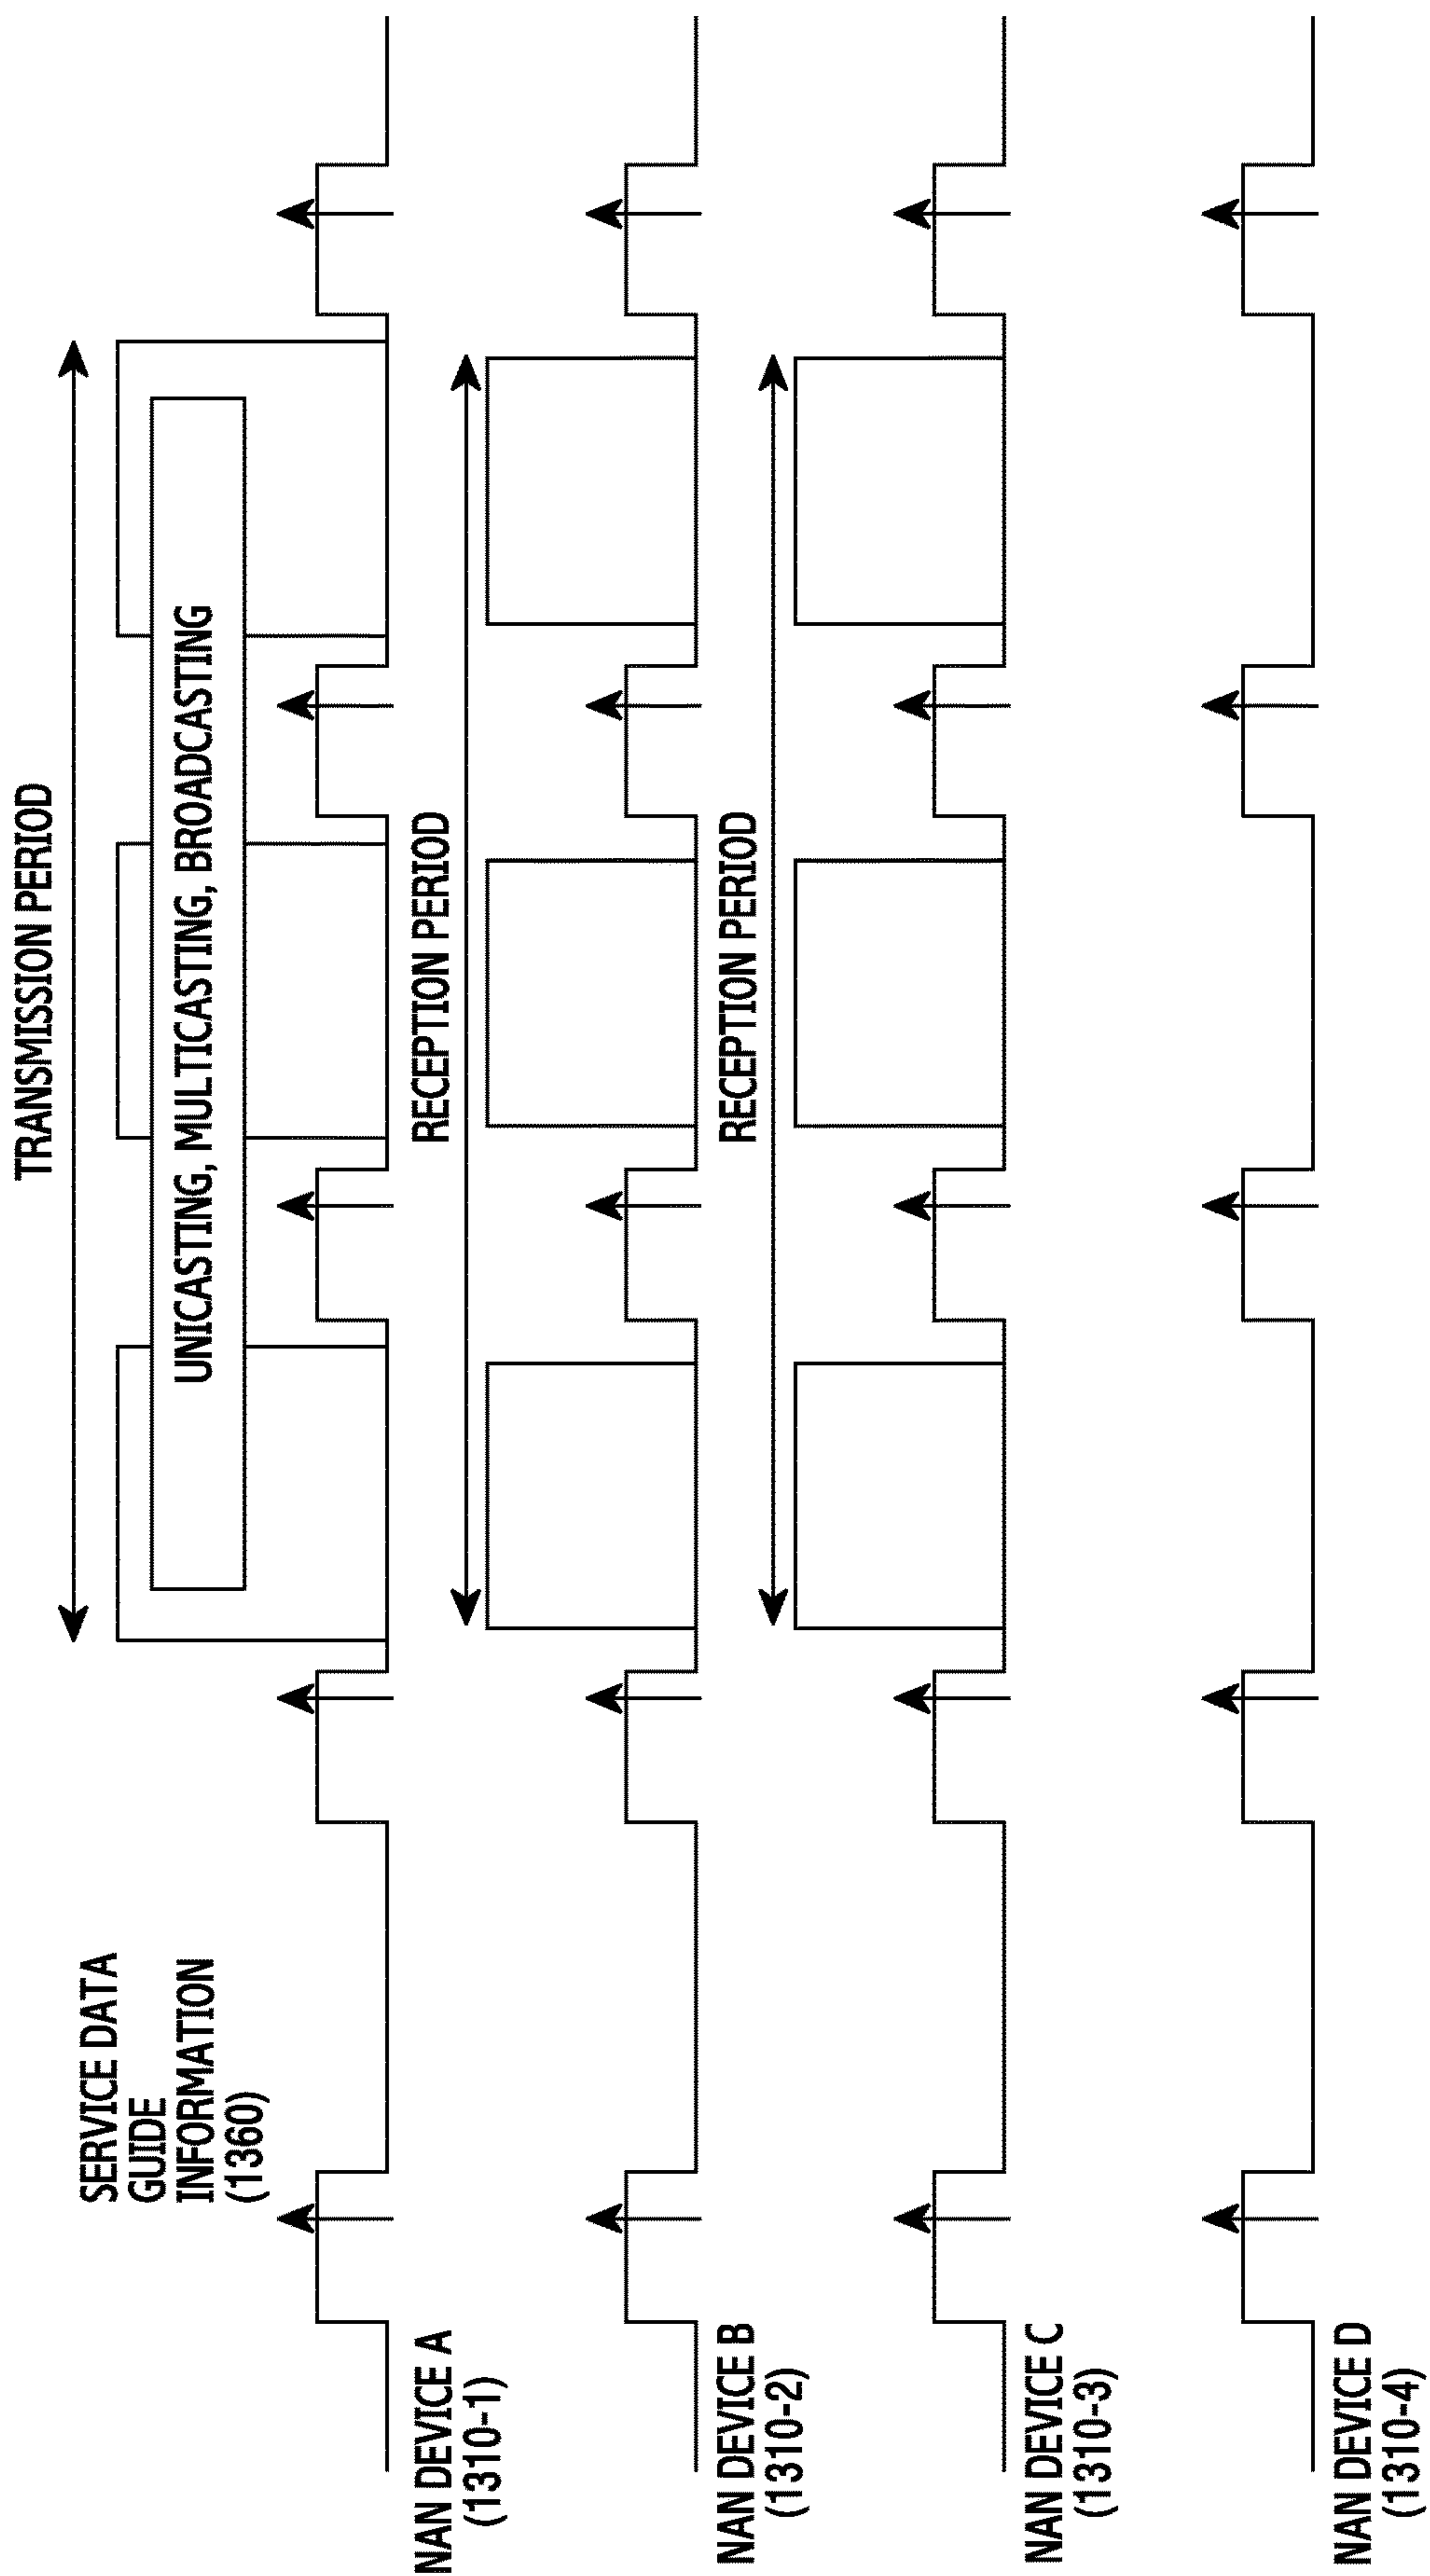 TRANSMISSION PERIOD
SERVICE DATA
GUIDE
INFORMATION
(1360)
UNICASTING, MULTICASTING, BROADCASTING
NAN DEVICE A
(1310-1)
RECEPTION PERIOD
NAN DEVICE B
(1310-2)
RECEPTION PERIOD
NAN DEVICE C
(1310-3)
NAN DEVICE D
(1310-4)